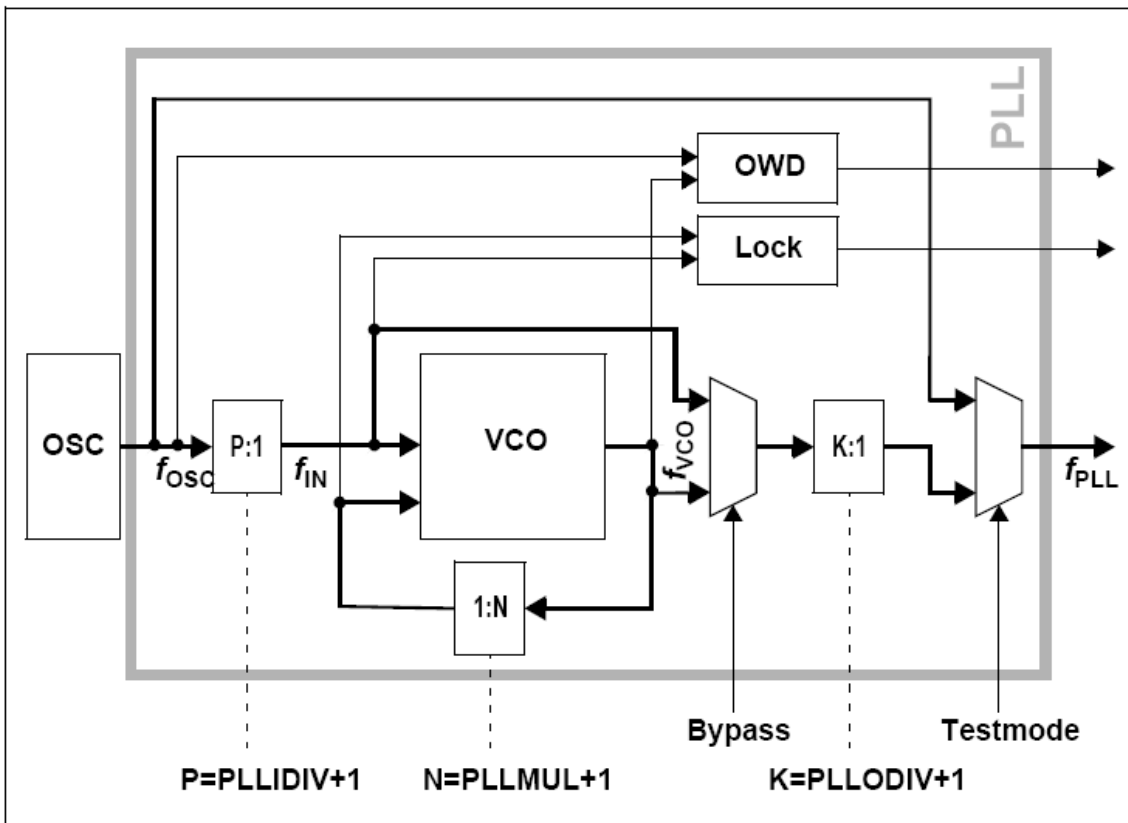 PLL
OWD
Lock
OSC
fOSC
P:1
fIN
VCO
fVCO
K:1
fPLL
1:N
Bypass
Testmode
P=PLLIDIV+1
N=PLLMUL+1
K=PLLODIV+1